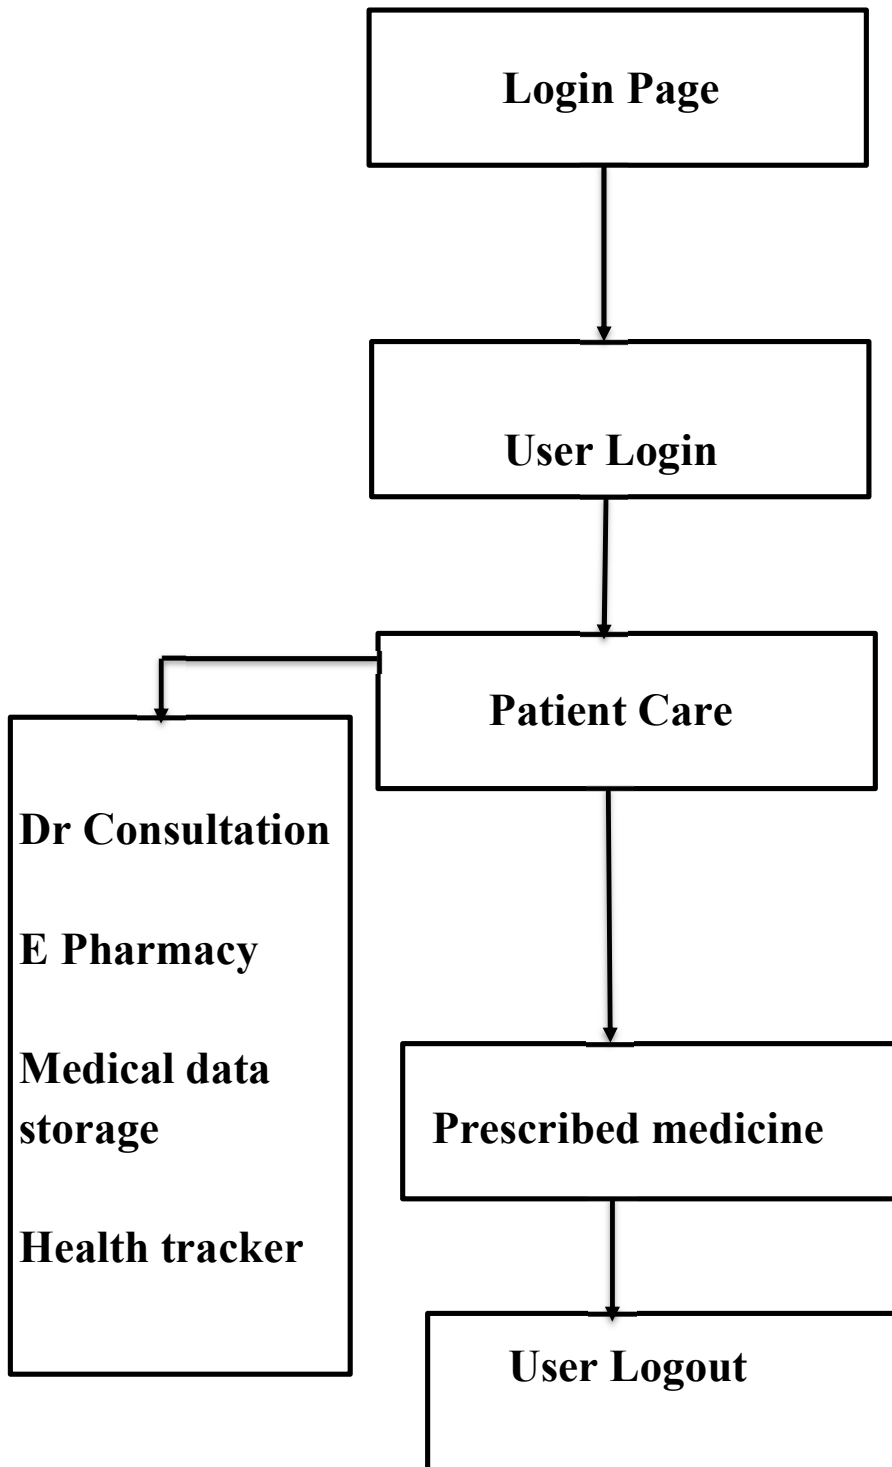 Login Page
User Login
Patient Care
Dr Consultation
E Pharmacy
Medical data
storage
Health tracker
Prescribed medicine
User Logout